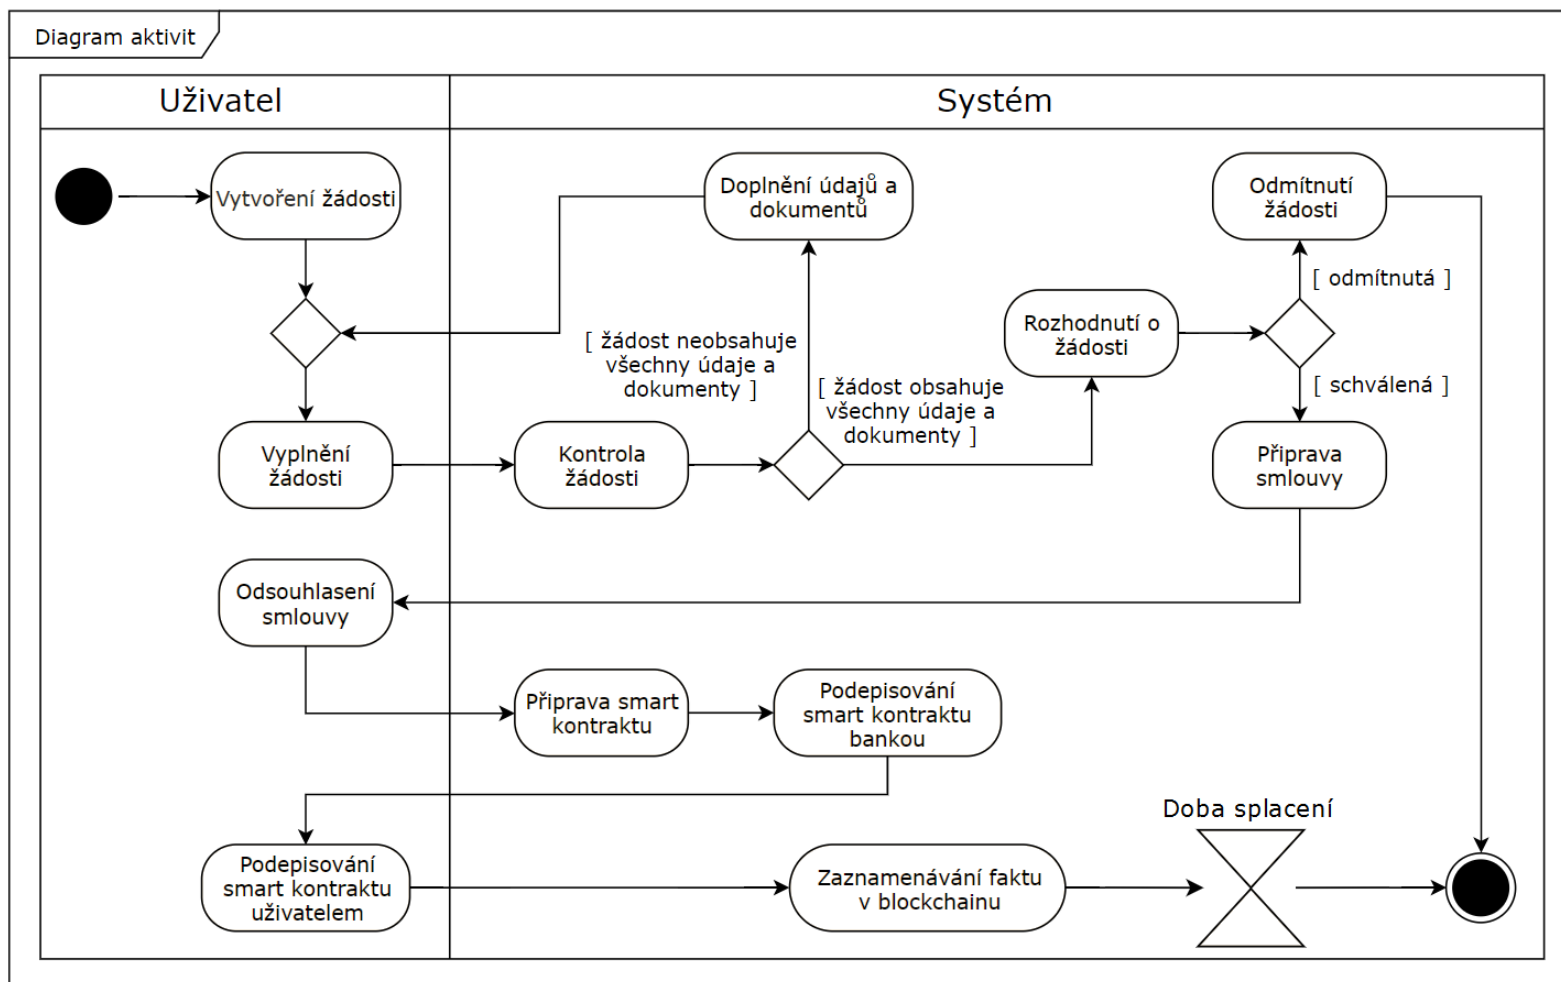 Diagram aktivit
Uživatel
Systém
Vytvoření žádosti
Doplnění údajů a
dokumentů
Odmítnutí
žádosti
[ odmítnutá ]
Rozhodnutí o
žádosti
[ žádost neobsahuje
všechny údaje a
dokumenty ]
[ žádost obsahuje
všechny údaje a
dokumenty ]
[ schválená ]
Vyplnění
žádosti
Kontrola
žádosti
Připrava
smlouvy
Odsouhlasení
smlouvy
Připrava smart
kontraktu
Podepisování
smart kontraktu
bankou
Doba splacení
Podepisování
smart kontraktu
uživatelem
Zaznamenávání faktu
v blockchainu